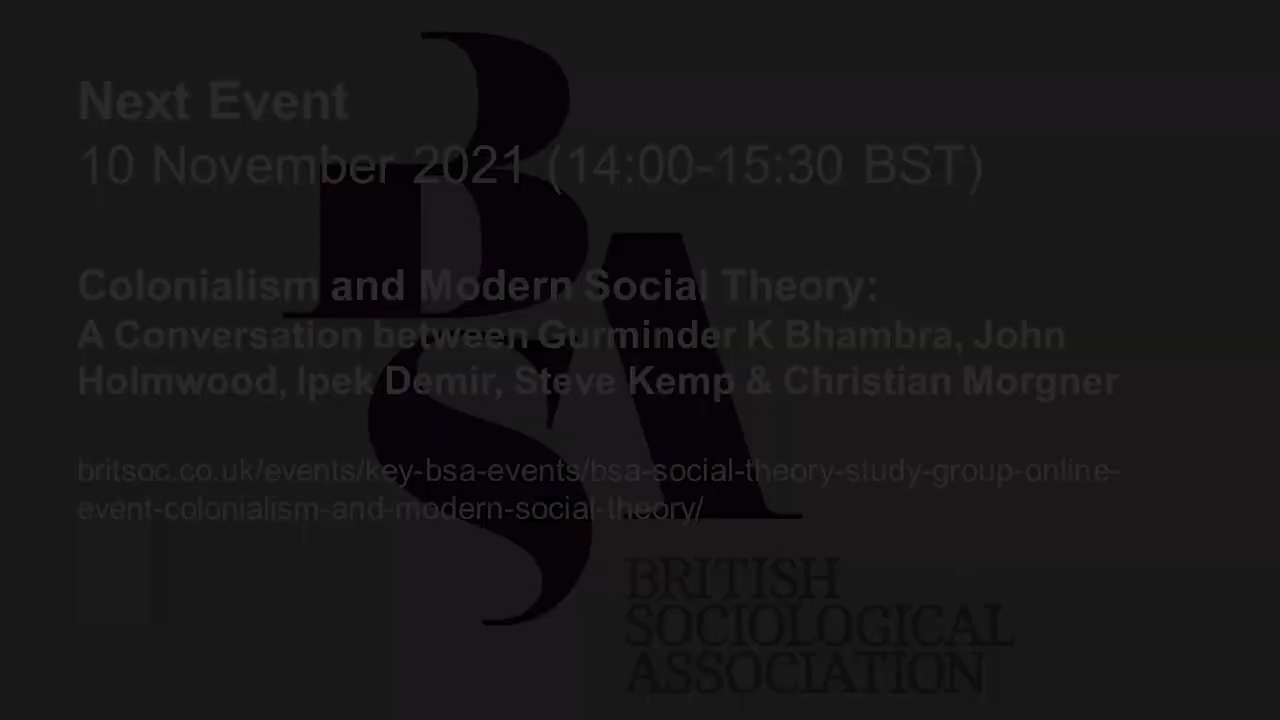 Next Event
10 November 2021 (14:00-15:30 BST)
Colonialism and Modern Social Theory:
A Conversation between Gurminder K Bhambra, John
Holmwood, Ipek Demir, Steve Kemp & Christian Morgner
britsoc.co.uk/events/key-bsa-events/bsa-social-theory-study-group-online-
event-colonialism-and-modern-social-theory/
BSA
BRITISH
SOCIOLOGICAL
ASSOCIATION